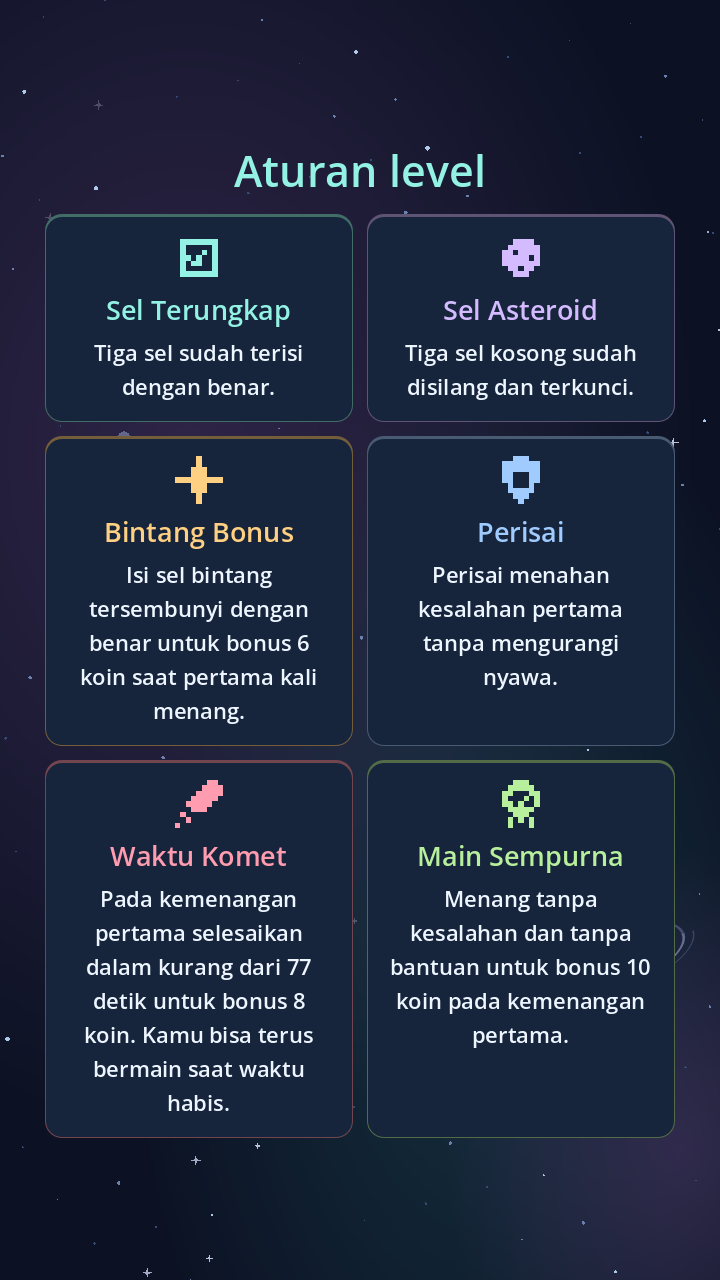 Aturan level
Sel Terungkap
Tiga sel sudah terisi
dengan benar.
Sel Asteroid
Tiga sel kosong sudah
disilang dan terkunci.
Bintang Bonus
Isi sel bintang
tersembunyi dengan
benar untuk bonus 6
koin saat pertama kali
menang.
Perisai
Perisai menahan
kesalahan pertama
tanpa mengurangi
nyawa.
Waktu Komet
Pada kemenangan
pertama selesaikan
dalam kurang dari 77
detik untuk bonus 8
koin. Kamu bisa terus
bermain saat waktu
habis.
Main Sempurna
Menang tanpa
kesalahan dan tanpa
bantuan untuk bonus 10
koin pada kemenangan
pertama.